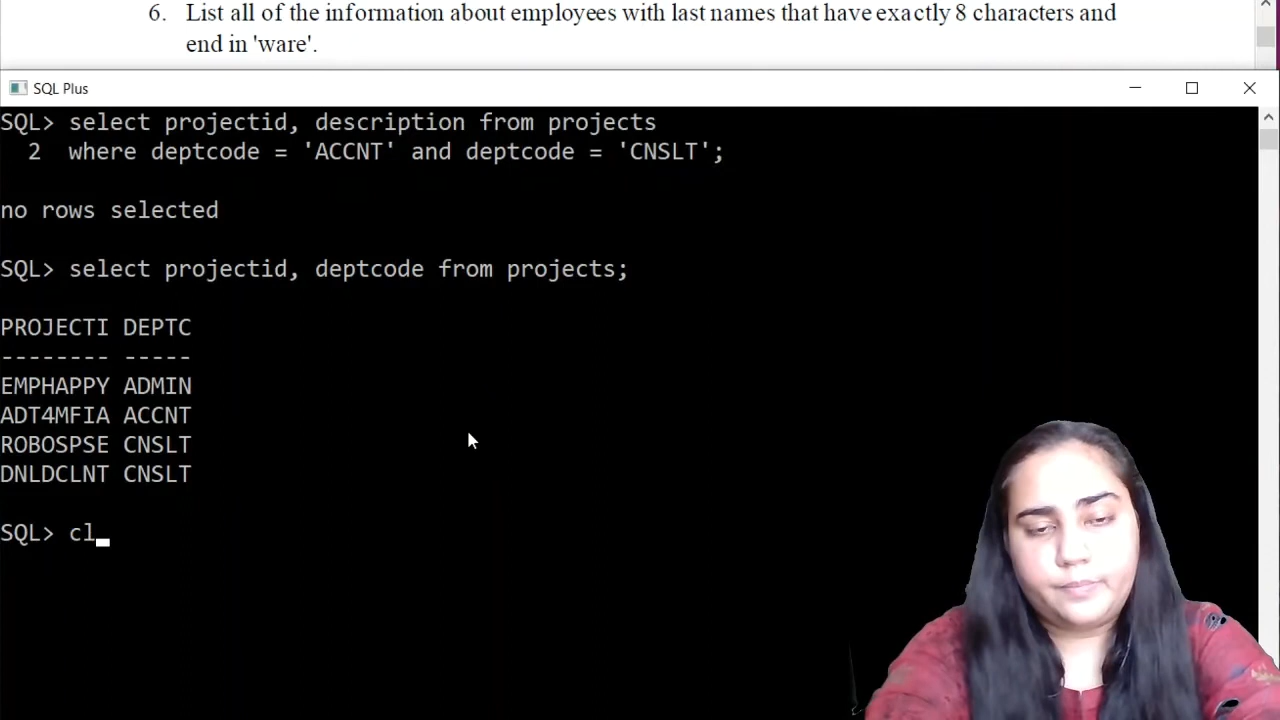 6. List all of the information about employees with last names that have exactly 8 characters and
end in 'ware'.
SQL Plus
SQL> select projectid, description from projects
2 where deptcode = 'ACCNT' and deptcode = 'CNSLT';
no rows selected
SQL> select projectid, deptcode from projects;
PROJECTI DEPTC
-------- -----
EMPHAPPY ADMIN
ADT4MFIA ACCNT
ROBOSPSE CNSLT
DNLDCLNT CNSLT
SQL> cl_